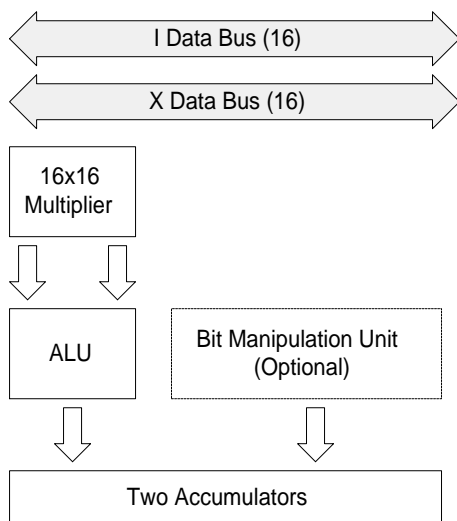 I Data Bus (16)
X Data Bus (16)
16x16
Multiplier
ALU
Bit Manipulation Unit
(Optional)
Two Accumulators